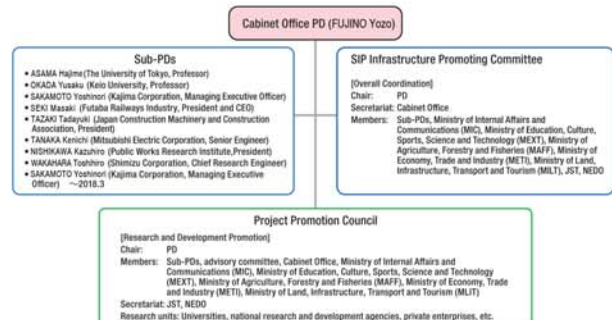 Cabinet Office PD (FUJINO Yozo)
Sub-PDs
• ASAMA Hajime (The University of Tokyo, Professor)
• OKADA Yusaku (Keio University, Professor)
• SAKAMOTO Yoshinori (Kajima Corporation, Managing Executive Officer)
• SEKI Masaki (Futaba Railways Industry, President and CEO)
• TAZAKI Tadayuki (Japan Construction Machinery and Construction
Association, President)
• TANAKA Kenichi (Mitsubishi Electric Corporation, Senior Engineer)
• NISHIKAWA Kazuhiro (Public Works Research Institute, President)
• WAKAHARA Toshihiro (Shimizu Corporation, Chief Research Engineer)
• SAKAMOTO Yoshinori (Kajima Corporation, Managing Executive
Officer) ～2018.3
SIP Infrastructure Promoting Committee
[Overall Coordination]
Chair: PD
Secretariat: Cabinet Office
Members: Sub-PDs, Ministry of Internal Affairs and
Communications (MIC), Ministry of Education, Culture,
Sports, Science and Technology (MEXT), Ministry of
Agriculture, Forestry and Fisheries (MAFF), Ministry of
Economy, Trade and Industry (METI), Ministry of Land,
Infrastructure, Transport and Tourism (MILT), JST, NEDO
Project Promotion Council
[Research and Development Promotion]
Chair: PD
Members: Sub-PDs, advisory committee, Cabinet Office, Ministry of Internal Affairs and
Communications (MIC), Ministry of Education, Culture, Sports, Science and Technology
(MEXT), Ministry of Agriculture, Forestry and Fisheries (MAFF), Ministry of Economy, Trade
and Industry (METI), Ministry of Land, Infrastructure, Transport and Tourism (MLIT)
Secretariat: JST, NEDO
Research units: Universities, national research and development agencies, private enterprises, etc.